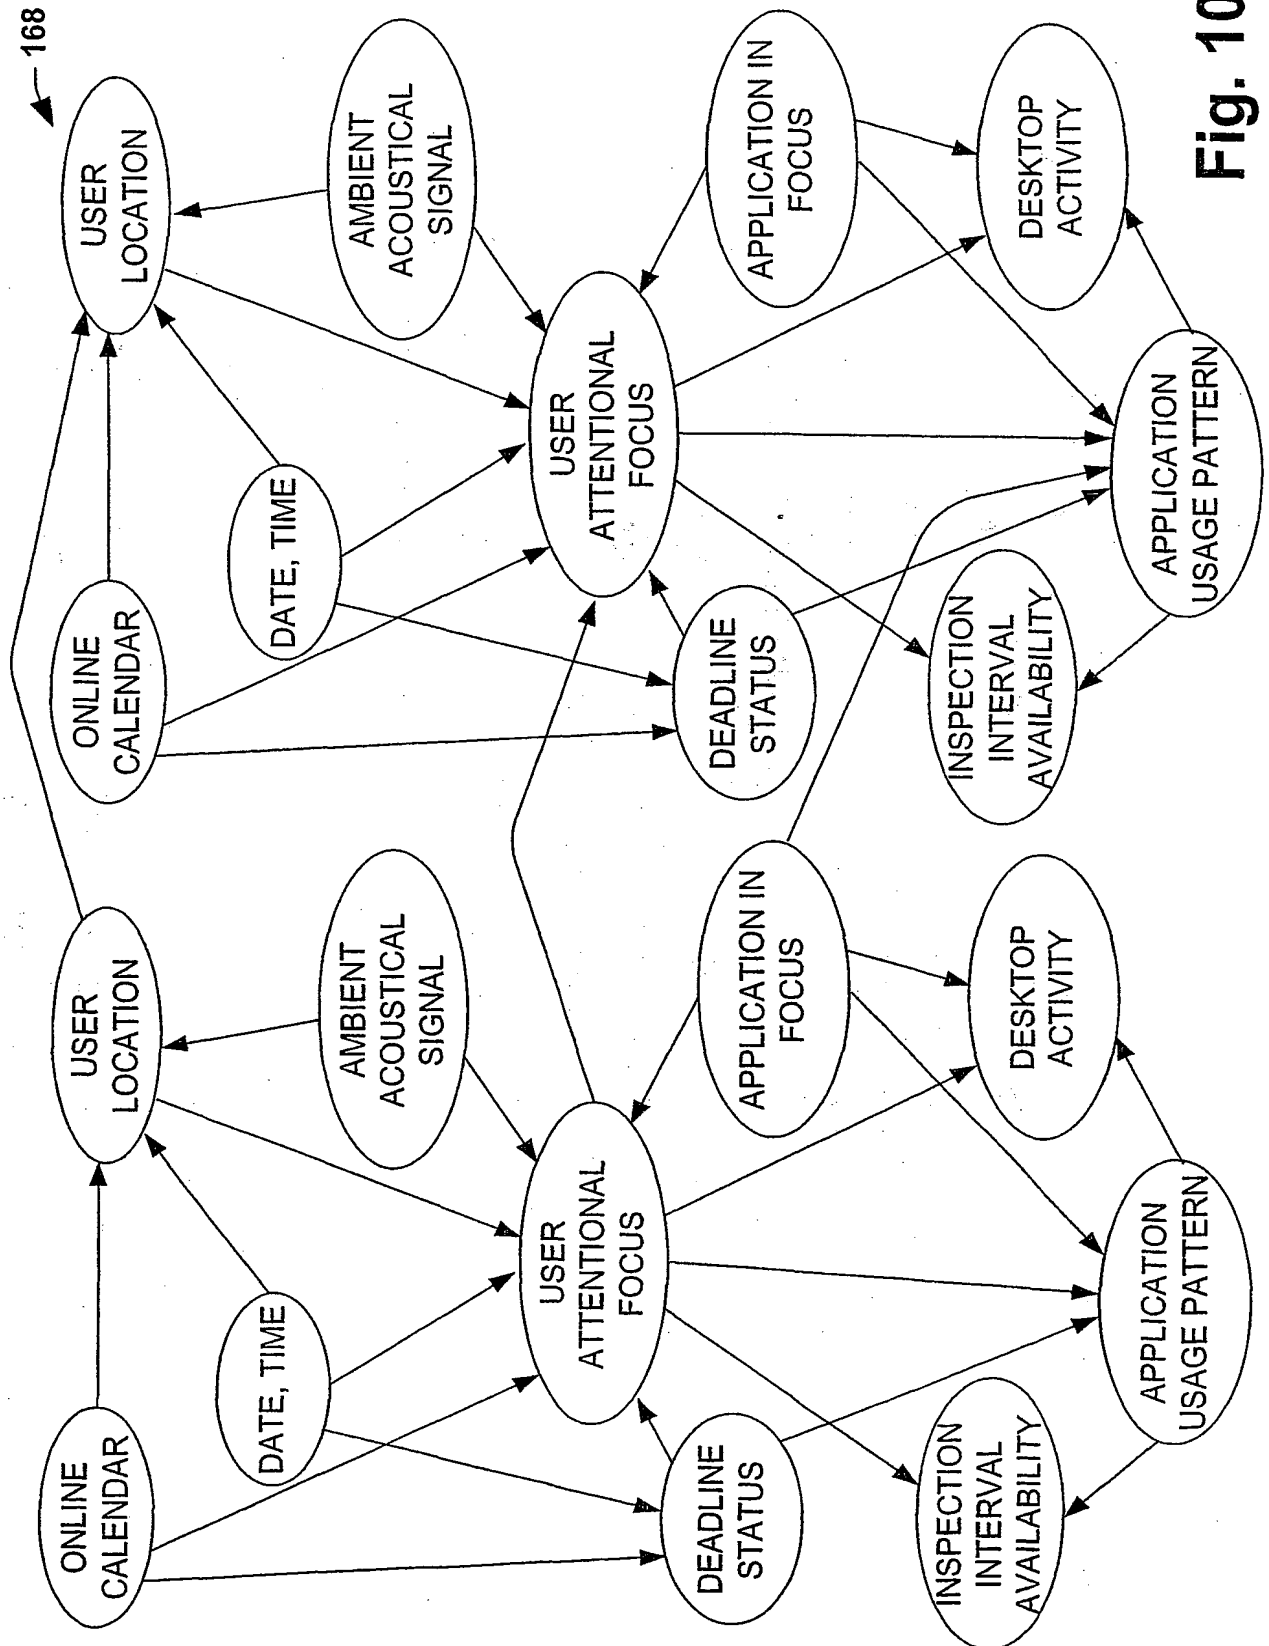 168
ONLINE
CALENDAR
USER
LOCATION
DATE, TIME
AMBIENT
ACOUSTICAL
SIGNAL
USER
ATTENTIONAL
FOCUS
DEADLINE
STATUS
APPLICATION IN
FOCUS
INSPECTION
INTERVAL
AVAILABILITY
DESKTOP
ACTIVITY
APPLICATION
USAGE PATTERN
ONLINE
CALENDAR
USER
LOCATION
DATE, TIME
AMBIENT
ACOUSTICAL
SIGNAL
USER
ATTENTIONAL
FOCUS
DEADLINE
STATUS
APPLICATION IN
FOCUS
INSPECTION
INTERVAL
AVAILABILITY
DESKTOP
ACTIVITY
APPLICATION
USAGE PATTERN
Fig. 10